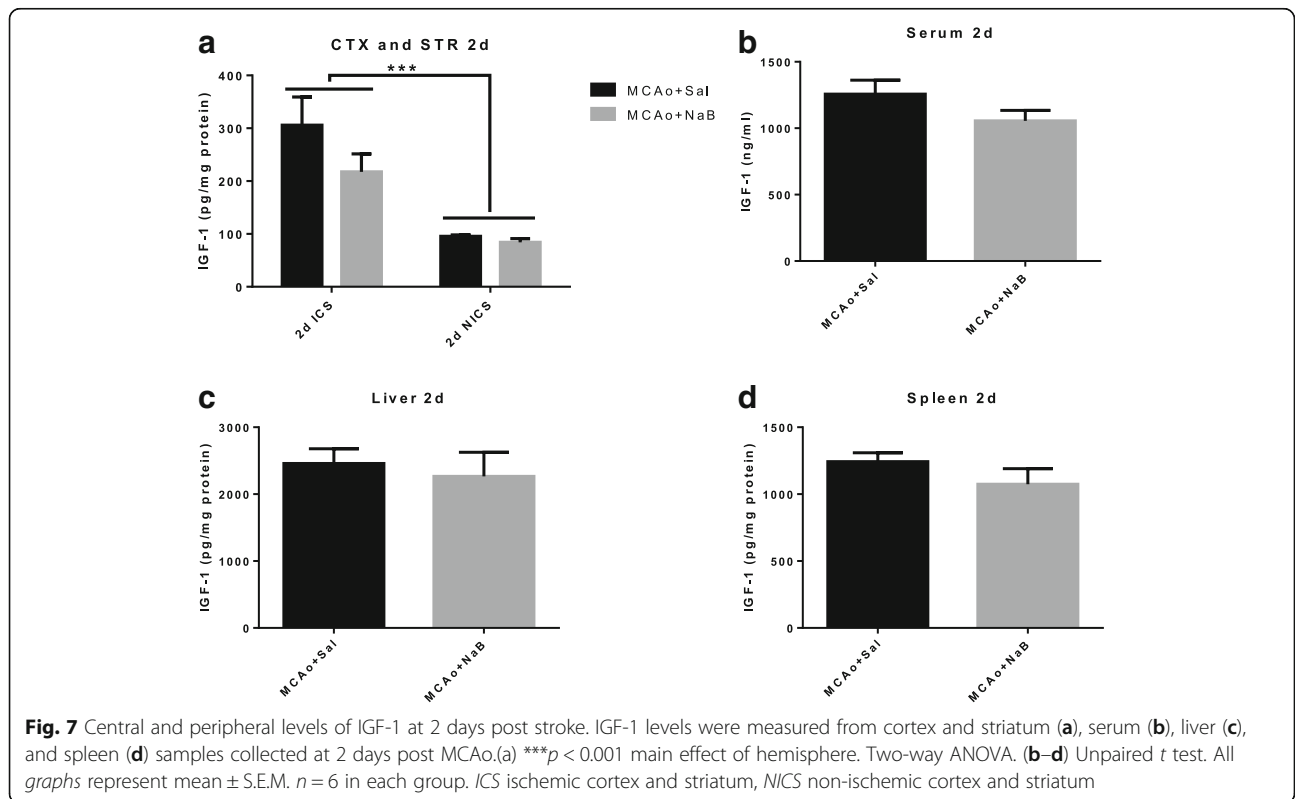 a
CTX and STR 2d
400
300
200
100
0
IGF-1 (pg/mg protein)
***
2d ICS
2d NICS
MCAo+Sal
MCAo+NaB
b
Serum 2d
1500
1000
500
0
IGF-1 (ng/ml)
MCAo+Sal
MCAo+NaB
c
Liver 2d
3000
2000
1000
0
IGF-1 (pg/mg protein)
MCAo+Sal
MCAo+NaB
d
Spleen 2d
1500
1000
500
0
IGF-1 (pg/mg protein)
MCAo+Sal
MCAo+NaB
Fig. 7 Central and peripheral levels of IGF-1 at 2 days post stroke. IGF-1 levels were measured from cortex and striatum (a), serum (b), liver (c),
and spleen (d) samples collected at 2 days post MCAo.(a) ***p < 0.001 main effect of hemisphere. Two-way ANOVA. (b–d) Unpaired t test. All
graphs represent mean ± S.E.M. n = 6 in each group. ICS ischemic cortex and striatum, NICS non-ischemic cortex and striatum